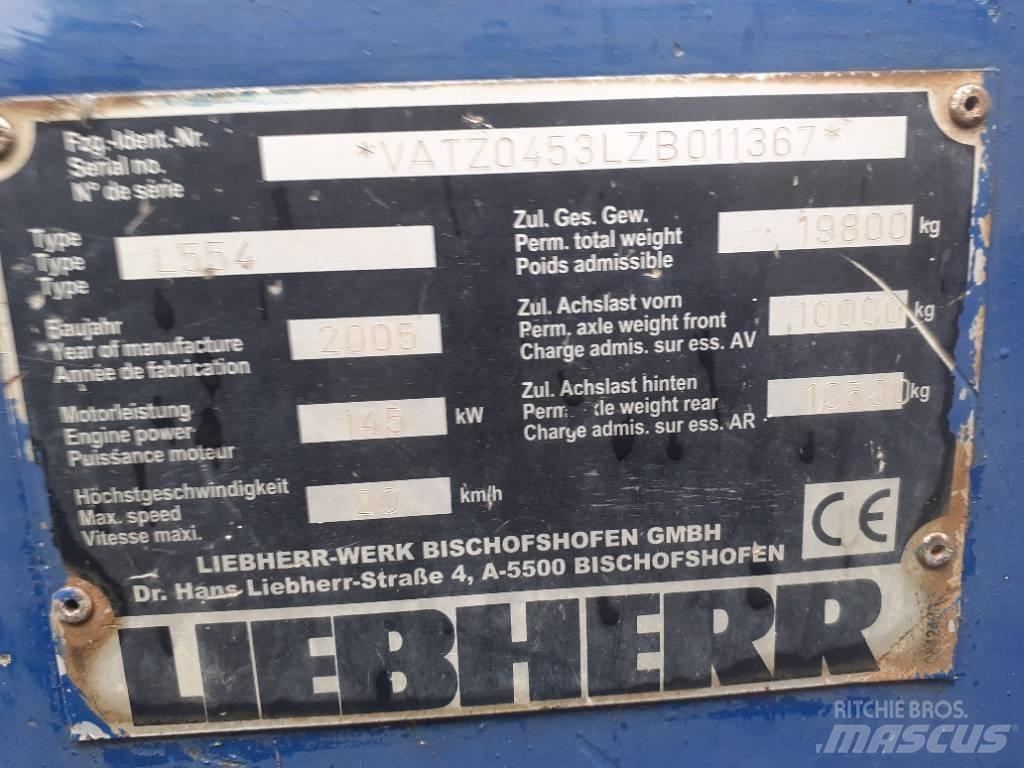 Fzg.-Ident.-Nr.
Serial no.
N° de série
*VATZ0453LZB011367*
Type
Type
Type
L554
Baujahr
Year of manufacture
Année de fabrication
2005
Motorleistung
Engine power
Puissance moteur
145 kW
Höchstgeschwindigkeit
Max. speed
Vitesse maxi.
20 km/h
Zul. Ges. Gew.
Perm. total weight
Poids admissible
19800 kg
Zul. Achslast vorn
Perm. axle weight front
Charge admis. sur ess. AV
10000 kg
Zul. Achslast hinten
Perm. axle weight rear
Charge admis. sur ess. AR
10500 kg
CE
LIEBHERR-WERK BISCHOFSHOFEN GMBH
Dr. Hans Liebherr-Straße 4, A-5500 BISCHOFSHOFEN
LIEBHERR
RITCHIE BROS.
MASCUS